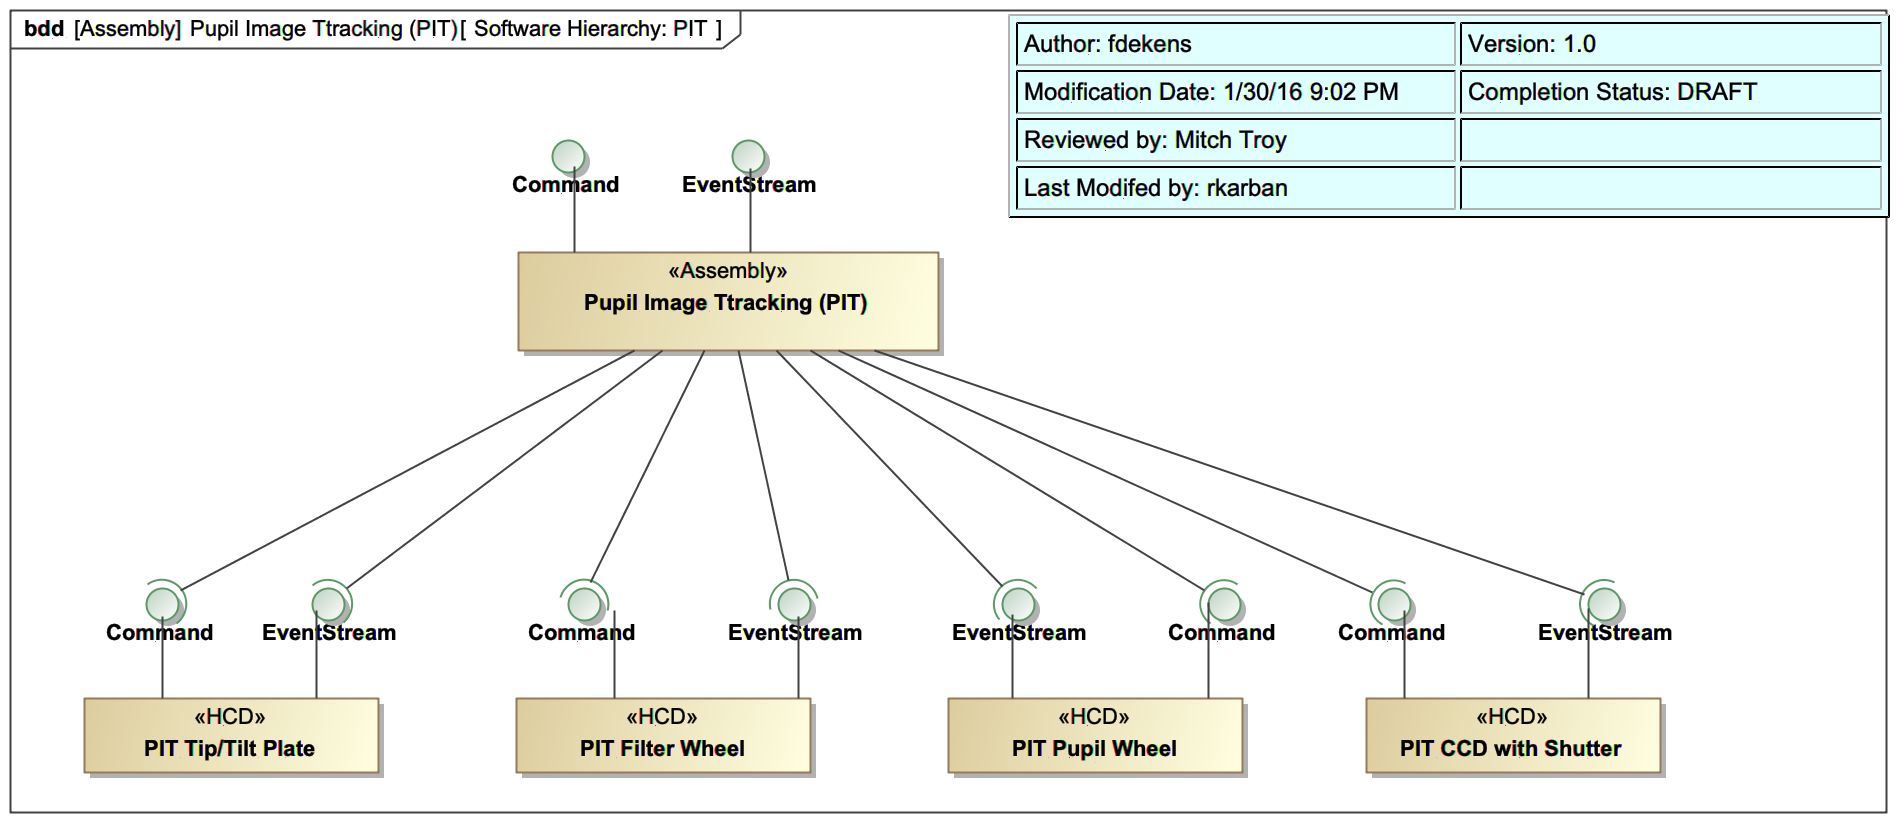 bdd [Assembly] Pupil Image Ttracking (PIT)[ Software Hierarchy: PIT ]
Author: fdekens
Version: 1.0
Modification Date: 1/30/16 9:02 PM
Completion Status: DRAFT
Reviewed by: Mitch Troy
Last Modifed by: rkarban
Command
EventStream
«Assembly»
Pupil Image Ttracking (PIT)
Command
EventStream
Command
EventStream
EventStream
Command
Command
EventStream
«HCD»
PIT Tip/Tilt Plate
«HCD»
PIT Filter Wheel
«HCD»
PIT Pupil Wheel
«HCD»
PIT CCD with Shutter